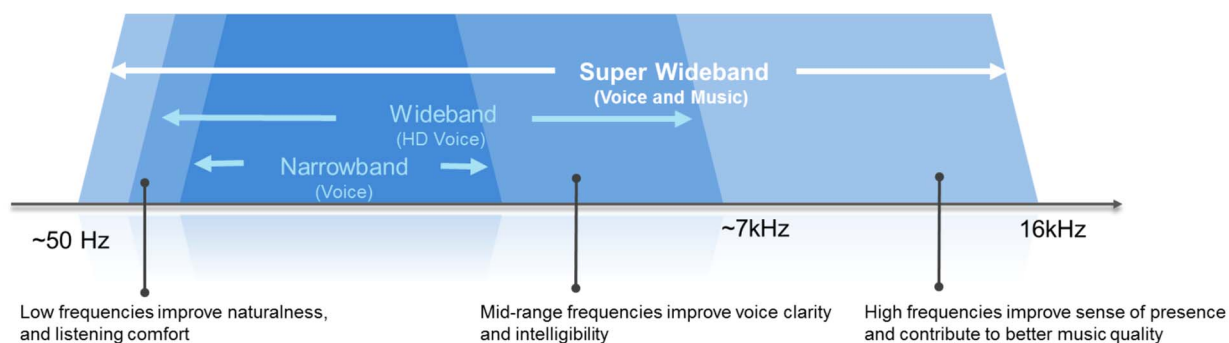 Super Wideband
(Voice and Music)
Wideband
(HD Voice)
Narrowband
(Voice)
~50 Hz
~7kHz
16kHz
Low frequencies improve naturalness,
and listening comfort
Mid-range frequencies improve voice clarity
and intelligibility
High frequencies improve sense of presence
and contribute to better music quality